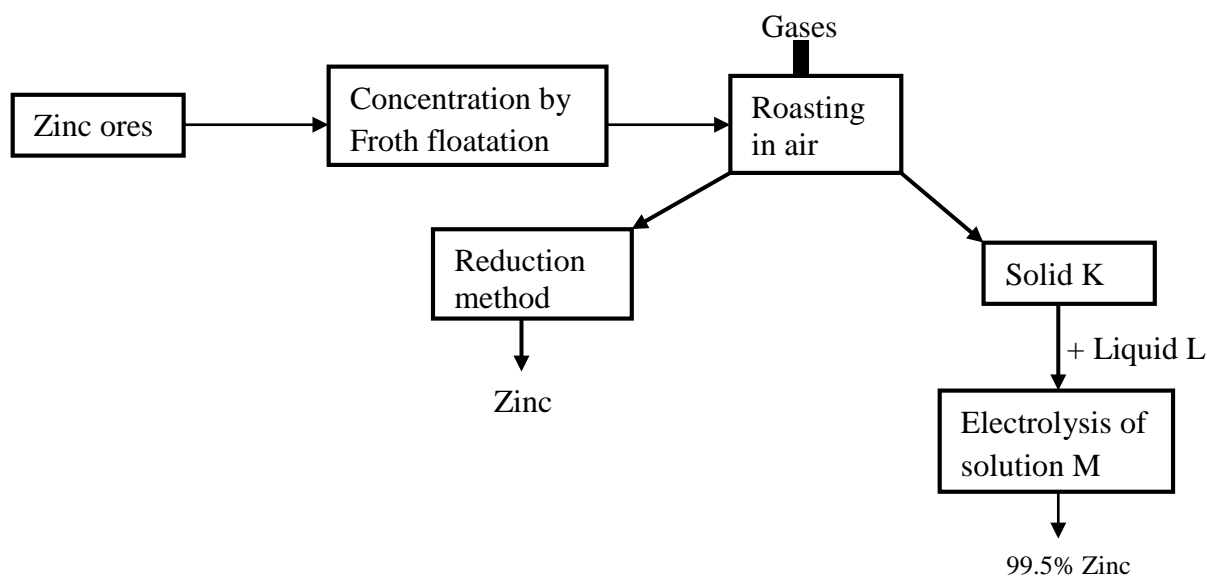 Gases
Zinc ores
Concentration by
Froth floatation
Roasting
in air
Reduction
method
Solid K
+ Liquid L
Zinc
Electrolysis of
solution M
99.5% Zinc